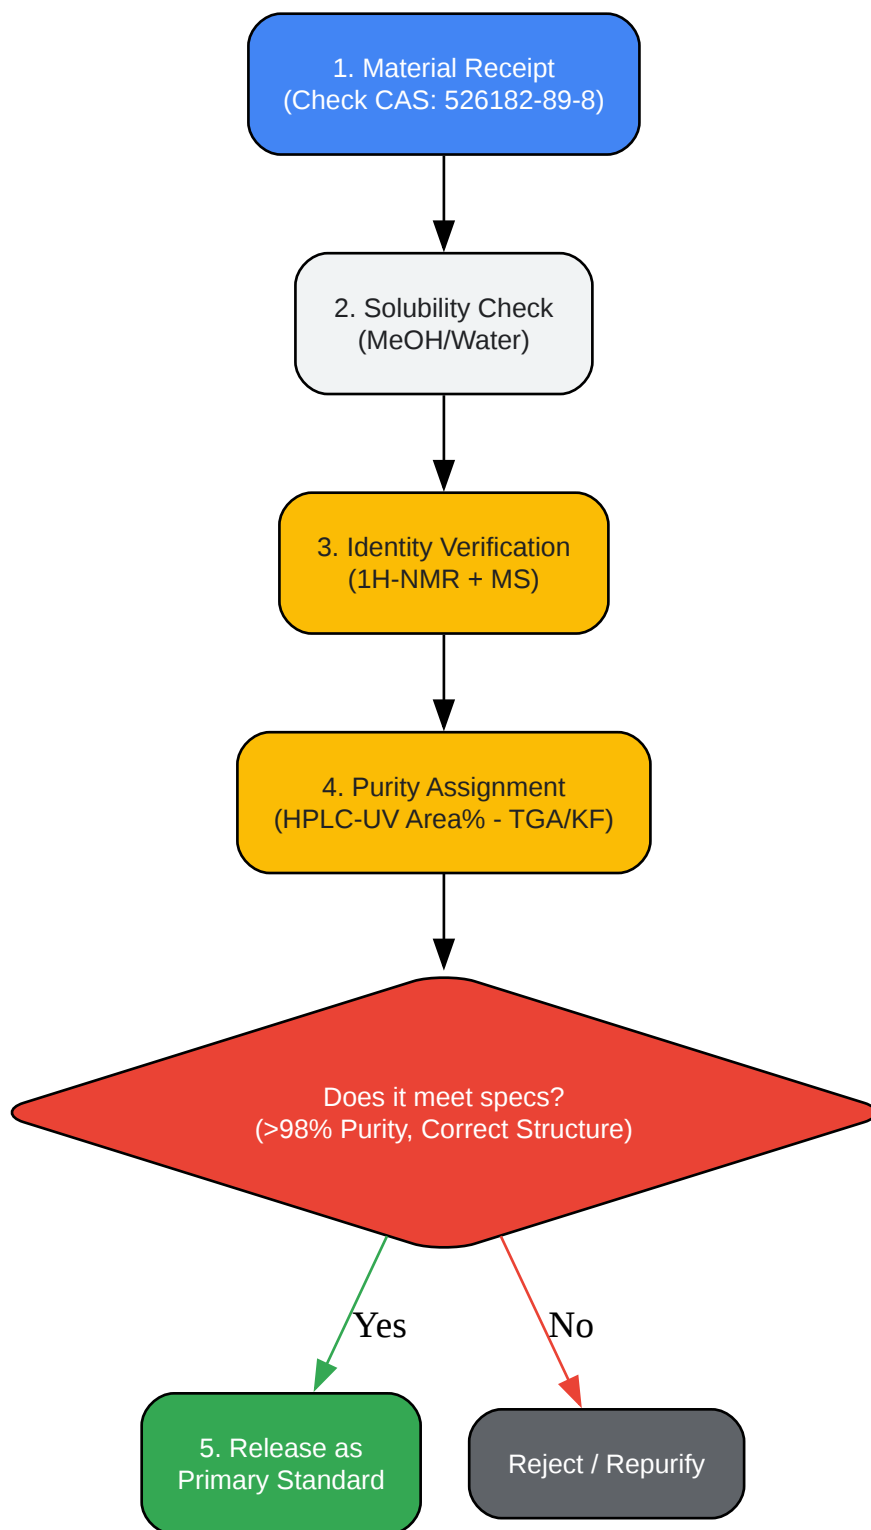 1. Material Receipt
(Check CAS: 526182-89-8)
2. Solubility Check
(MeOH/Water)
3. Identity Verification
(1H-NMR + MS)
4. Purity Assignment
(HPLC-UV Area% - TGA/KF)
Does it meet specs?
(>98% Purity, Correct Structure)
Yes
No
5. Release as
Primary Standard
Reject / Repurify